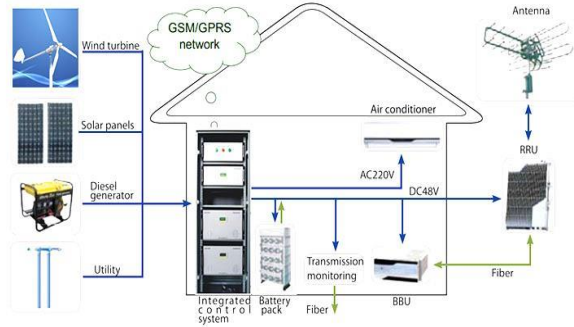 GSM/GPRS
network
Antenna
Wind turbine
Air conditioner
Solar panels
RRU
AC220V
Diesel
generator
DC48V
Utility
Transmission
monitoring
Fiber
Integrated
control
system
Battery
pack
Fiber
BBU